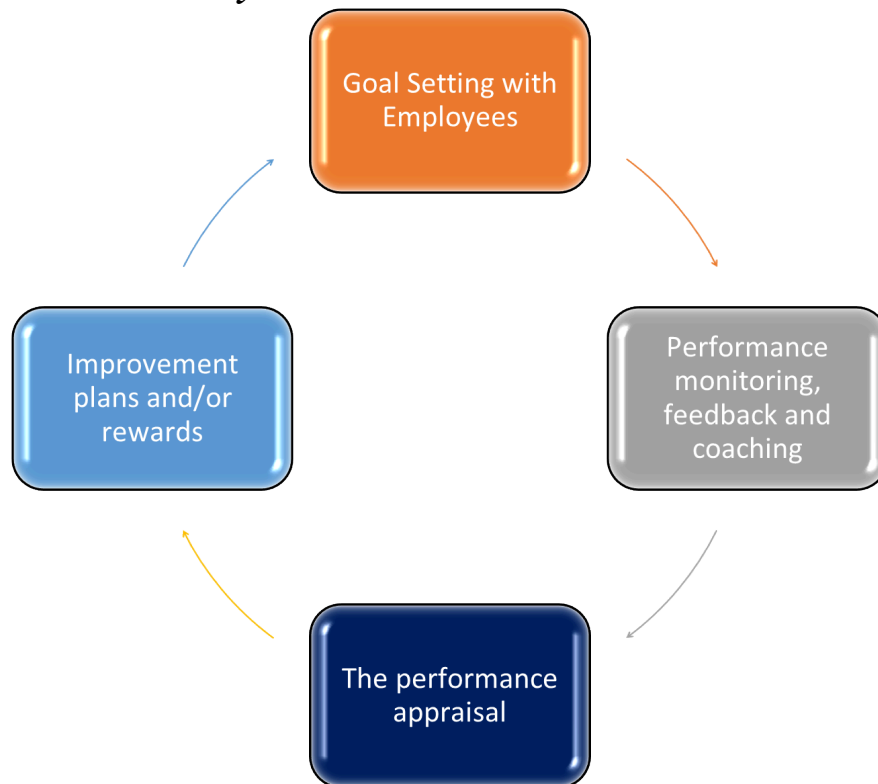 Goal Setting with
Employees
Performance
monitoring,
feedback and
coaching
The performance
appraisal
Improvement
plans and/or
rewards